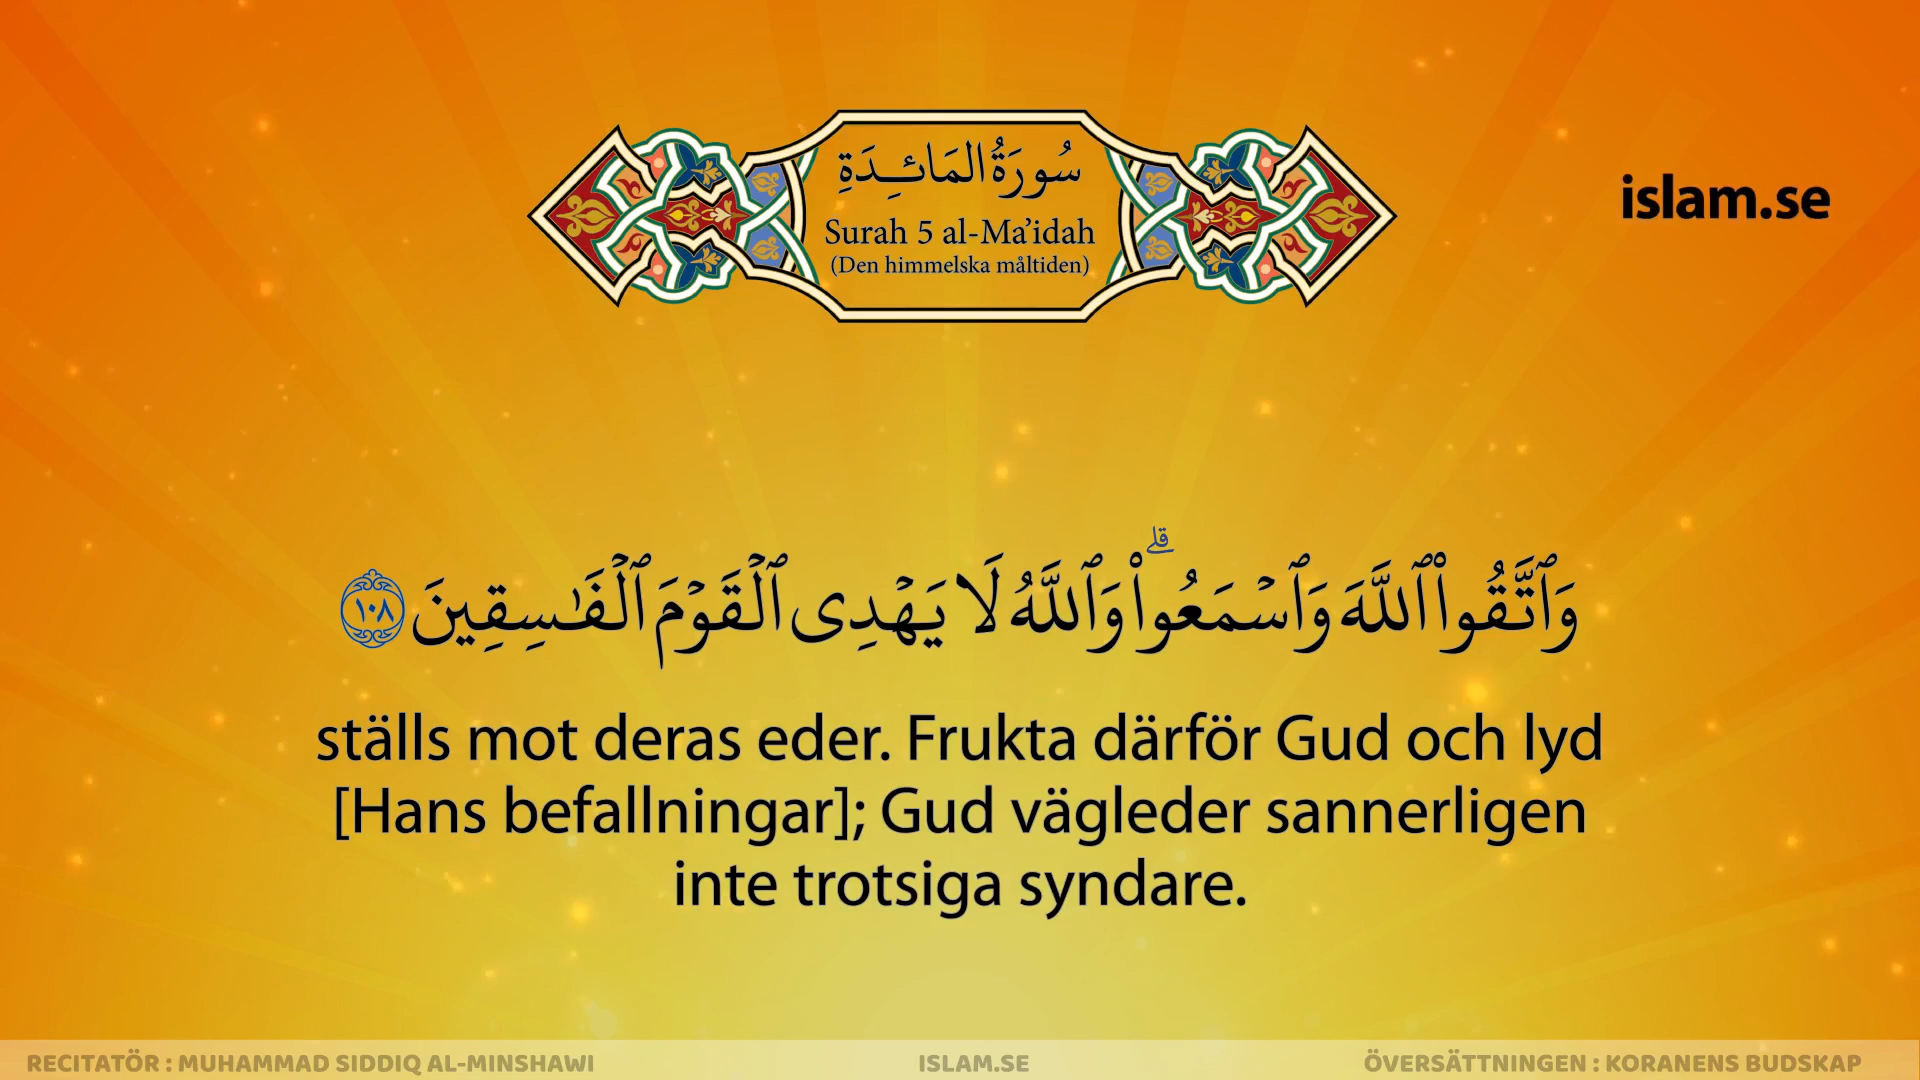 سُورَةُ المَائِدَةِ
Surah 5 al-Ma’idah
(Den himmelska måltiden)
islam.se
وَٱتَّقُوا۟ ٱللَّهَ وَٱسْمَعُوا۟ ۗ وَٱللَّهُ لَا يَهْدِى ٱلْقَوْمَ ٱلْفَـٰسِقِينَ ١٠٨
ställs mot deras eder. Frukta därför Gud och lyd
[Hans befallningar]; Gud vägleder sannerligen
inte trotsiga syndare.
RECITATÖR : MUHAMMAD SIDDIQ AL-MINSHAWI
ISLAM.SE
ÖVERSÄTTNINGEN : KORANENS BUDSKAP